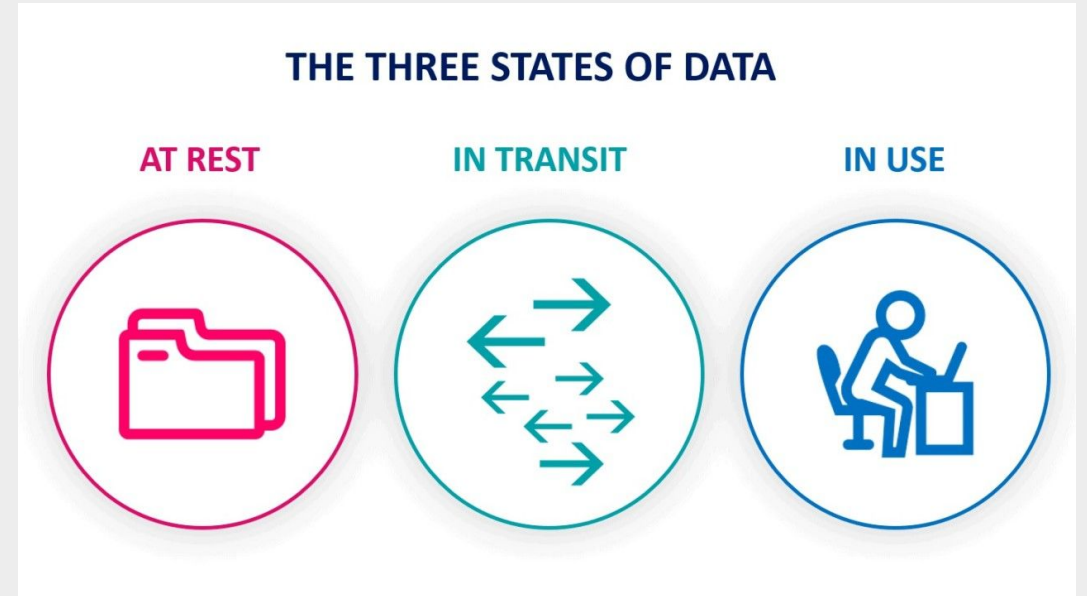 THE THREE STATES OF DATA
AT REST
IN TRANSIT
IN USE